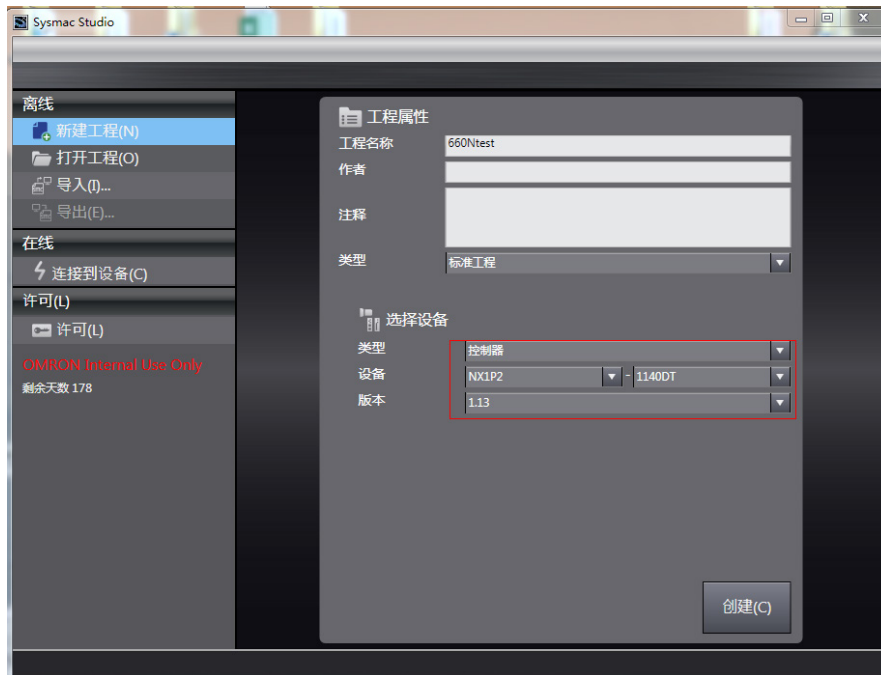 Sysmac Studio
离线
新建工程(N)
打开工程(O)
导入(I)...
导出(E)...
在线
连接到设备(C)
许可(L)
许可(L)
OMRON Internal Use Only
剩余天数 178
工程属性
工程名称 660Ntest
作者
注释
类型 标准工程
选择设备
类型 控制器
设备 NX1P2 - 1140DT
版本 1.13
创建(C)